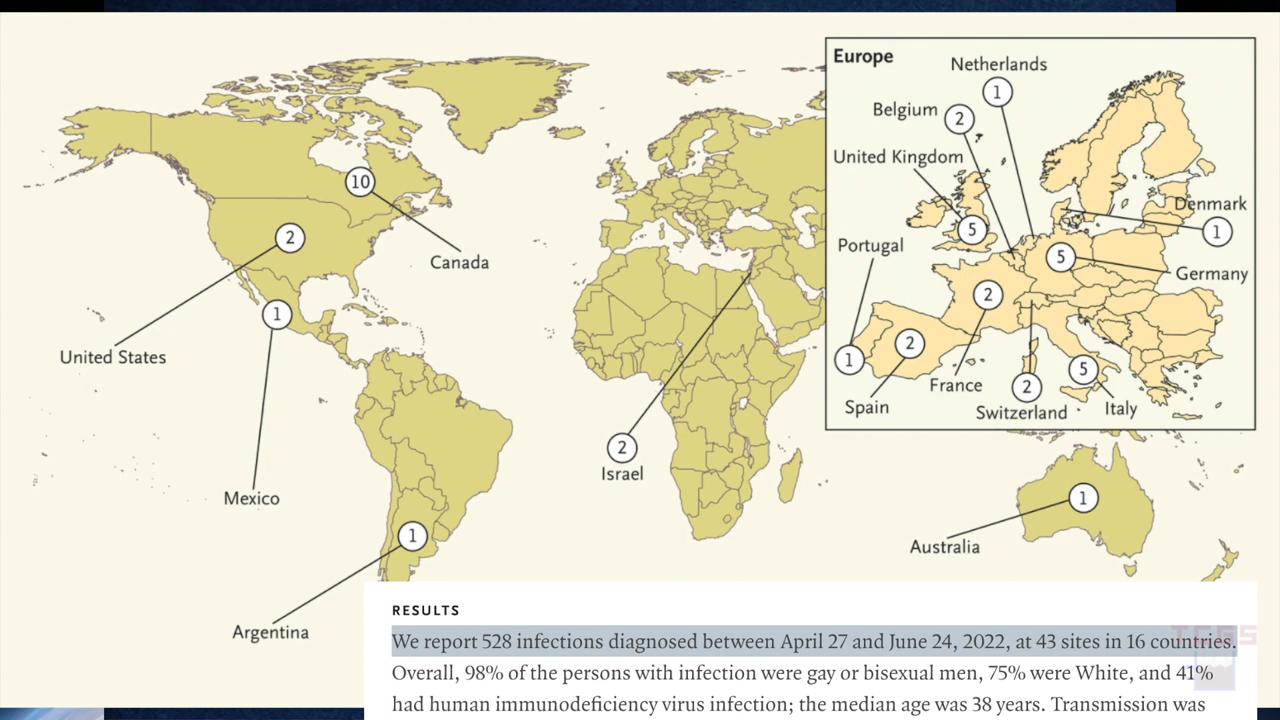 Europe
Netherlands
1
Belgium
2
United Kingdom
5
Denmark
1
Portugal
1
5
Germany
2
France
2
Spain
2
Switzerland
5
Italy
10
Canada
2
United States
1
Mexico
2
Israel
1
Argentina
1
Australia
RESULTS
We report 528 infections diagnosed between April 27 and June 24, 2022, at 43 sites in 16 countries.
Overall, 98% of the persons with infection were gay or bisexual men, 75% were White, and 41%
had human immunodeficiency virus infection; the median age was 38 years. Transmission was